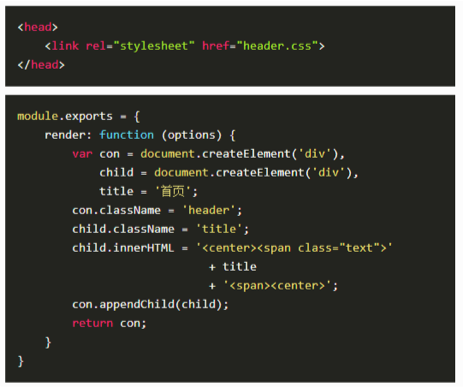 <head>
    <link rel="stylesheet" href="header.css">
</head>
module.exports = {
    render: function (options) {
        var con = document.createElement('div'),
            child = document.createElement('div'),
            title = '首页';
        con.className = 'header';
        child.className = 'title';
        child.innerHTML = '<center><span class="text">'
                            + title
                            + '<span><center>';
        con.appendChild(child);
        return con;
    }
}